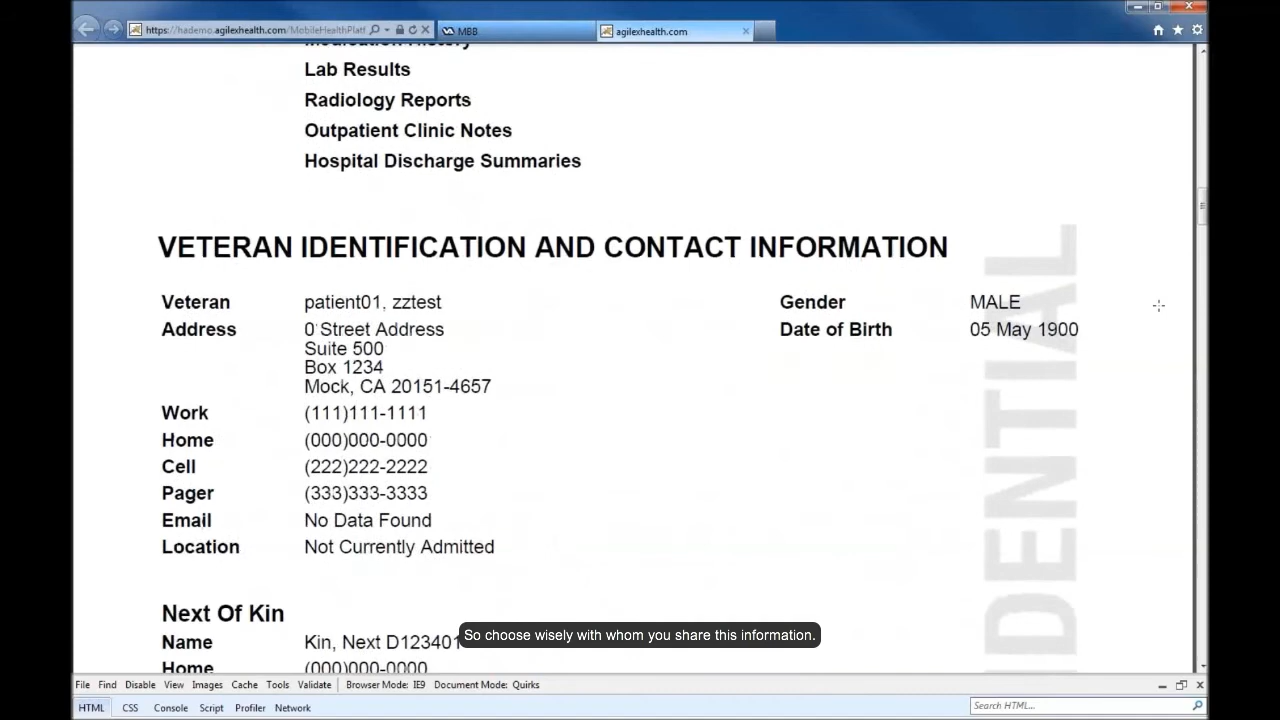 https://hademo.agilexhealth.com/MobileHealthPlatf
MBB
agilexhealth.com
Medication History
Lab Results
Radiology Reports
Outpatient Clinic Notes
Hospital Discharge Summaries
VETERAN IDENTIFICATION AND CONTACT INFORMATION
Veteran patient01, zztest Gender MALE
Address 0 Street Address Date of Birth 05 May 1900
Suite 500
Box 1234
Mock, CA 20151-4657
Work (111)111-1111
Home (000)000-0000
Cell (222)222-2222
Pager (333)333-3333
Email No Data Found
Location Not Currently Admitted
DENTIAL
Next Of Kin
Name Kin, Next D123401
Home (000)000-0000
So choose wisely with whom you share this information.
File Find Disable View Images Cache Tools Validate Browser Mode: IE9 Document Mode: Quirks
HTML CSS Console Script Profiler Network Search HTML...